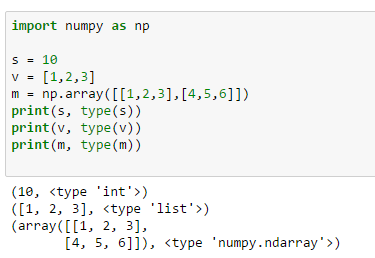 import numpy as np
s = 10
v = [1,2,3]
m = np.array([[1,2,3],[4,5,6]])
print(s, type(s))
print(v, type(v))
print(m, type(m))
(10, <type 'int'>)
([1, 2, 3], <type 'list'>)
(array([[1, 2, 3],
       [4, 5, 6]]), <type 'numpy.ndarray'>)